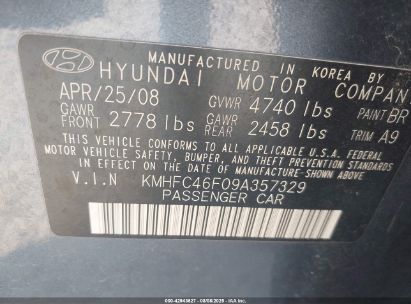 MANUFACTURED IN KOREA BY
HYUNDAI MOTOR COMPAN
APR/25/08 GVWR 4740 lbs PAINT BR
GAWR FRONT 2778 lbs GAWR REAR 2458 lbs TRIM A9
THIS VEHICLE CONFORMS TO ALL APPLICABLE U.S.A. FEDERAL
MOTOR VEHICLE SAFETY, BUMPER, AND THEFT PREVENTION STANDARDS
IN EFFECT ON THE DATE OF MANUFACTURE SHOWN ABOVE.
V.I.N KMHFC46F09A357329
PASSENGER CAR